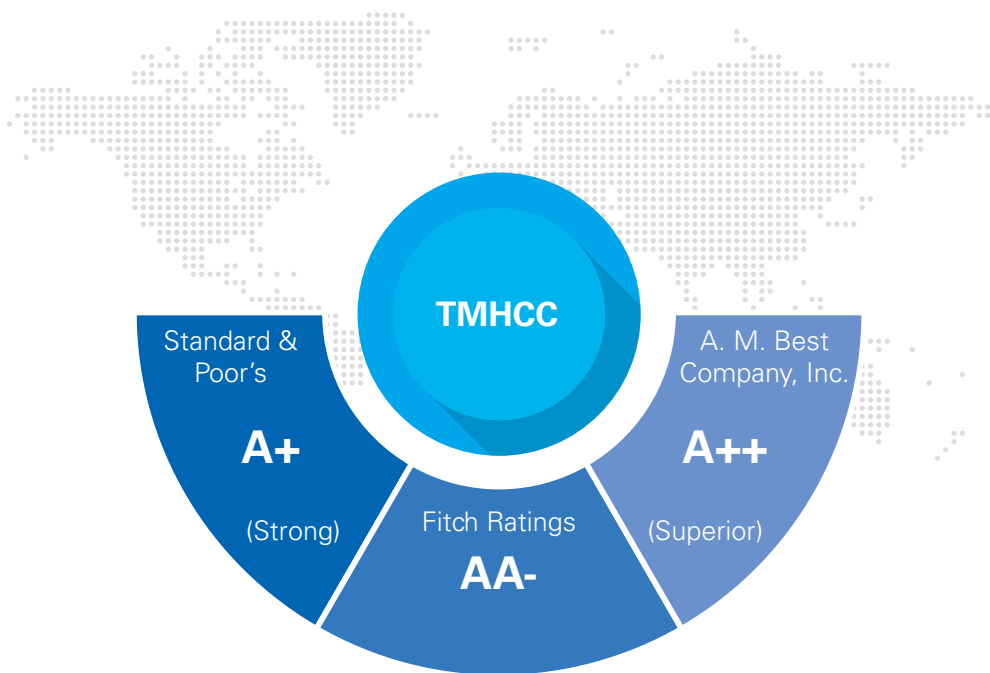 TMHCC
Standard &
Poor’s
A+
(Strong)
Fitch Ratings
AA-
A. M. Best
Company, Inc.
A++
(Superior)